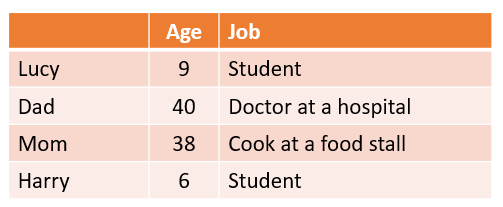 Age Job
Lucy 9 Student
Dad 40 Doctor at a hospital
Mom 38 Cook at a food stall
Harry 6 Student